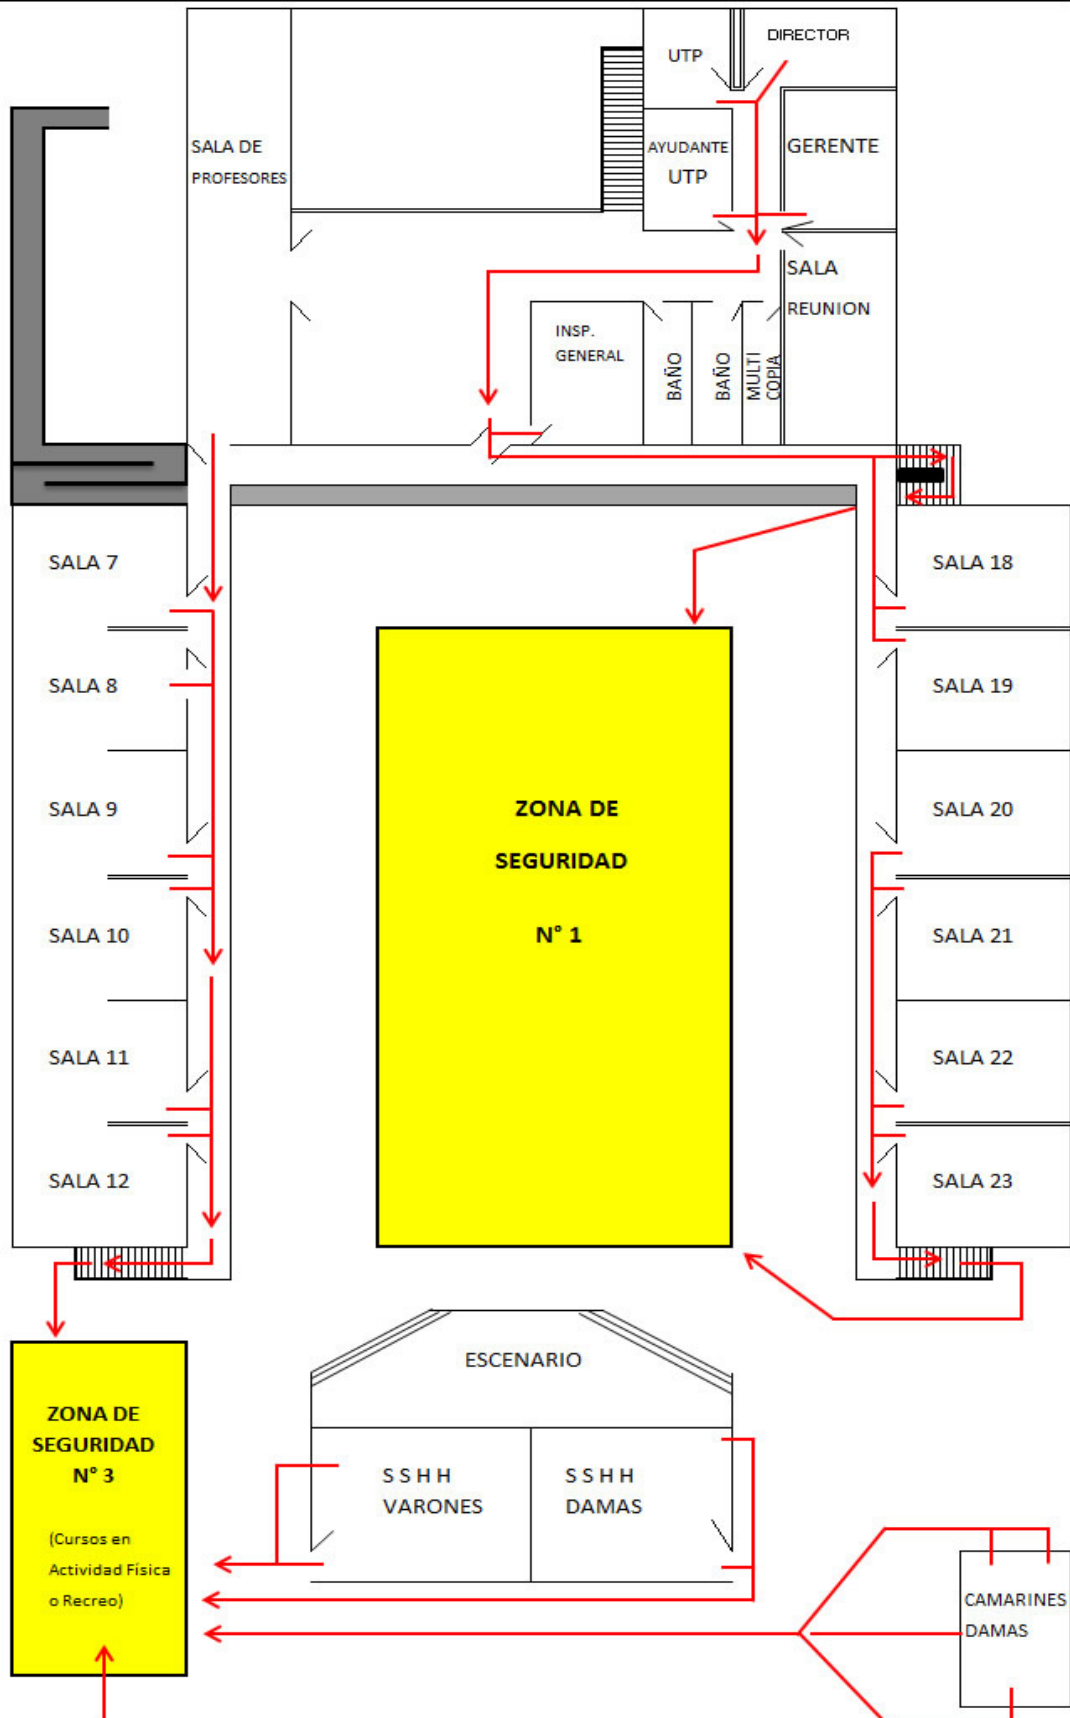 DIRECTOR
UTP
SALA DE
PROFESORES
AYUDANTE
UTP
GERENTE
SALA
REUNION
INSP.
GENERAL
BAÑO
BAÑO
MULTI
COPIA
SALA 7
SALA 18
SALA 8
SALA 19
SALA 9
ZONA DE
SEGURIDAD
N° 1
SALA 20
SALA 10
SALA 21
SALA 11
SALA 22
SALA 12
SALA 23
ESCENARIO
ZONA DE
SEGURIDAD
N° 3
(Cursos en
Actividad Física
o Recreo)
S S H H
VARONES
S S H H
DAMAS
CAMARINES
DAMAS